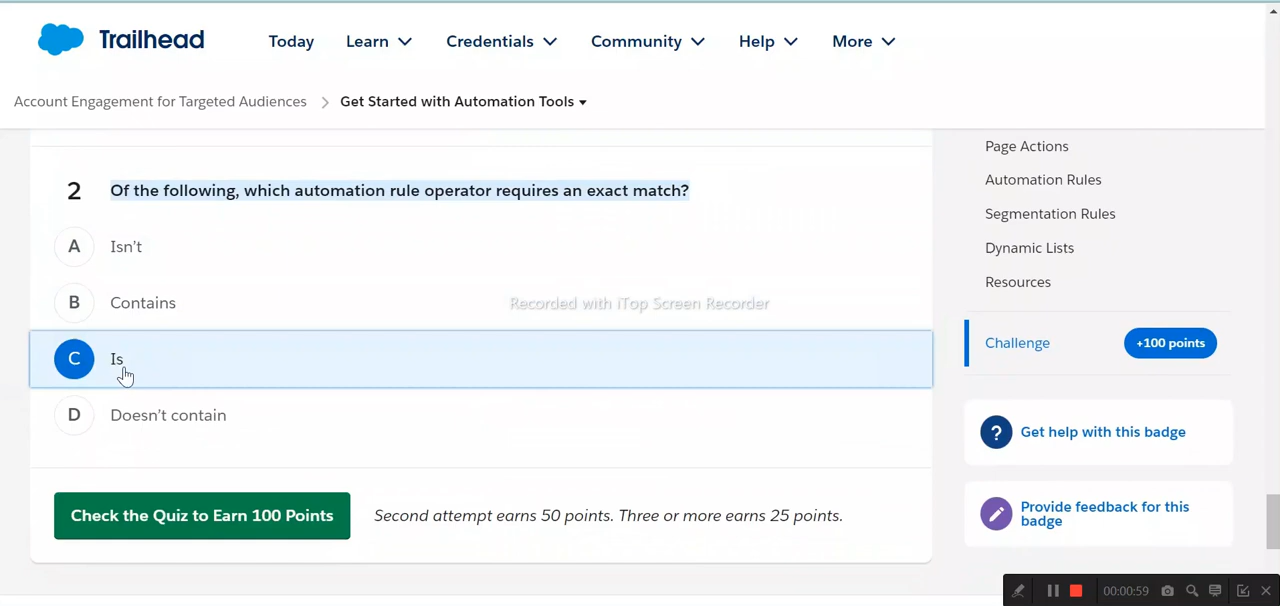 Trailhead
Today
Learn
Credentials
Community
Help
More
Account Engagement for Targeted Audiences > Get Started with Automation Tools
2
Of the following, which automation rule operator requires an exact match?
A
Isn't
B
Contains
C
Is
D
Doesn't contain
Recorded with iTop Screen Recorder
Check the Quiz to Earn 100 Points
Second attempt earns 50 points. Three or more earns 25 points.
Page Actions
Automation Rules
Segmentation Rules
Dynamic Lists
Resources
Challenge
+100 points
? Get help with this badge
Provide feedback for this
badge
00:00:59